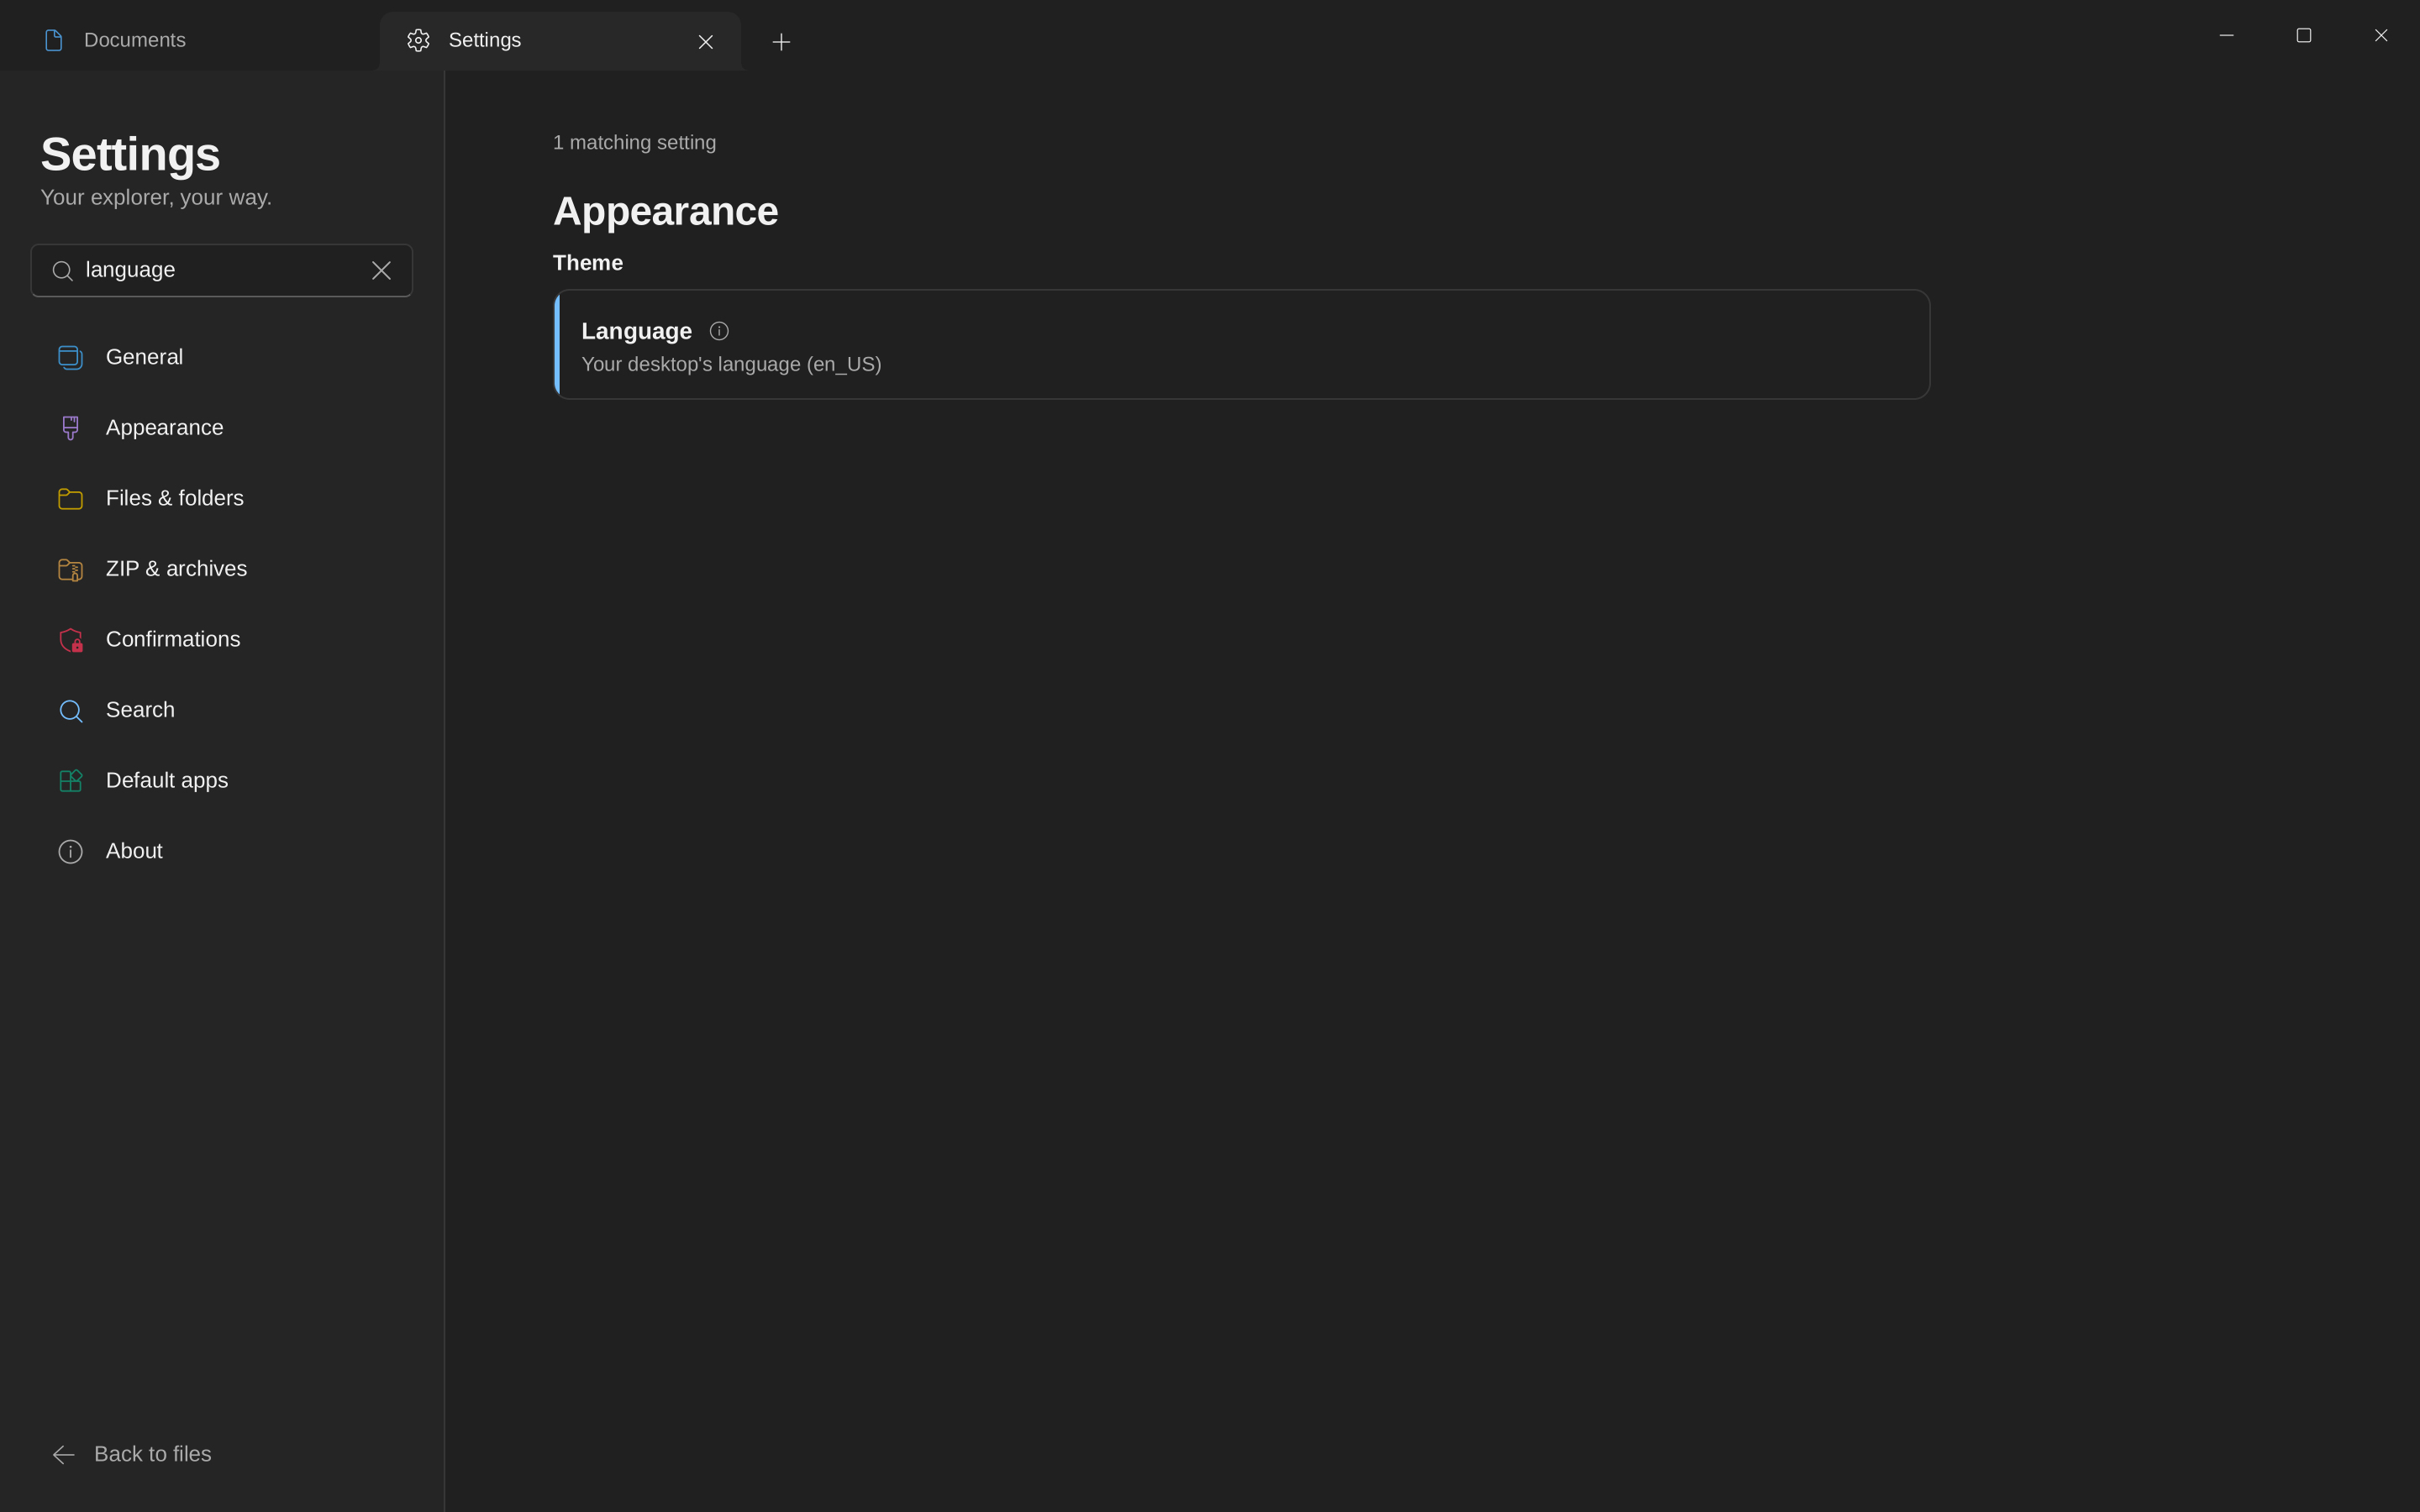 Documents
Settings
Settings
Your explorer, your way.
language
General
Appearance
Files & folders
ZIP & archives
Confirmations
Search
Default apps
About
Back to files
1 matching setting
Appearance
Theme
Language
Your desktop's language (en_US)